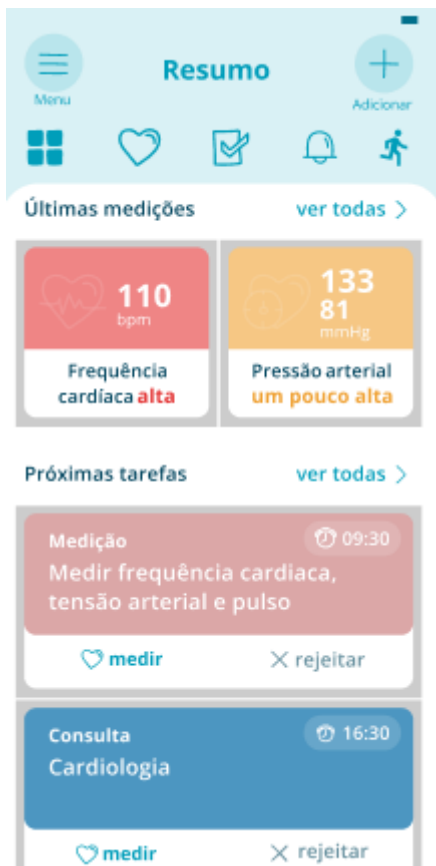 Resumo
Menu
Adicionar
Últimas medições
ver todas
110
bpm
Frequência
cardíaca alta
133
81
mmHg
Pressão arterial
um pouco alta
Próximas tarefas
ver todas
Medição
09:30
Medir frequência cardiaca,
tensão arterial e pulso
medir
rejeitar
Consulta
16:30
Cardiologia
medir
rejeitar